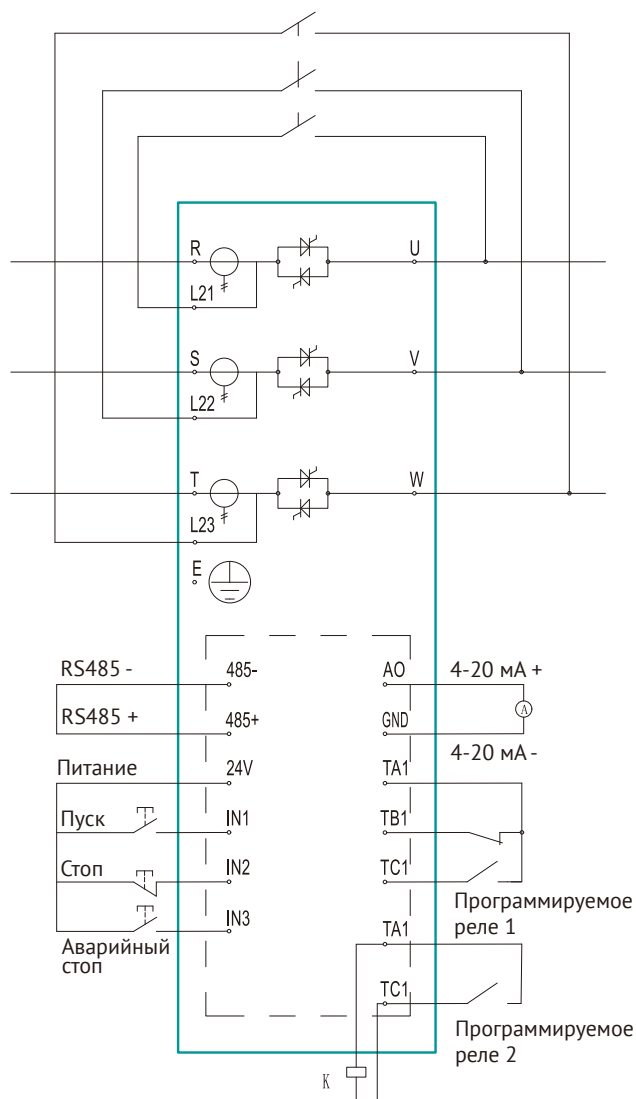 R
U
L21
S
V
L22
T
W
L23
E
RS485 -
485-
AO
4-20 мА +
A
RS485 +
485+
GND
4-20 мА -
Питание
24V
TA1
Пуск
IN1
TB1
Стоп
IN2
TC1
Программируемое
реле 1
IN3
Аварийный
стоп
TA1
TC1
Программируемое
реле 2
K